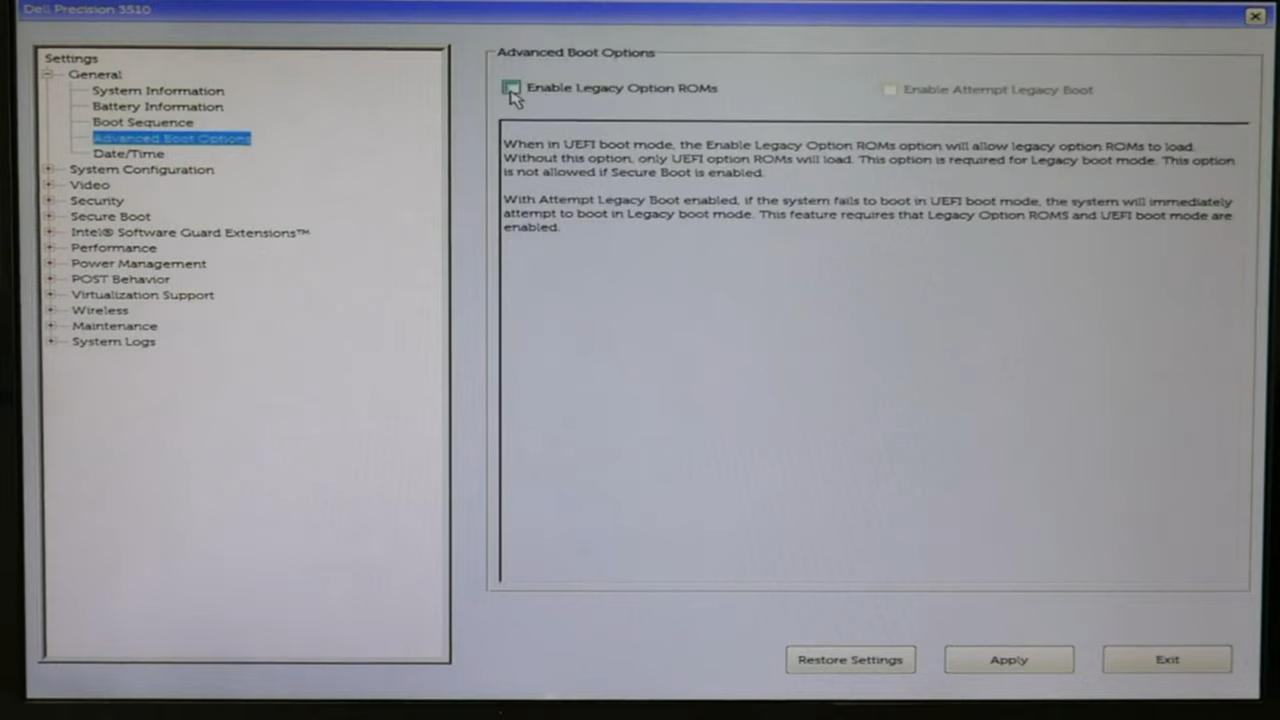 Dell Precision 3510
Settings
General
System Information
Battery Information
Boot Sequence
Advanced Boot Options
Date/Time
System Configuration
Video
Security
Secure Boot
Intel® Software Guard Extensions™
Performance
Power Management
POST Behavior
Virtualization Support
Wireless
Maintenance
System Logs
Advanced Boot Options
Enable Legacy Option ROMs
Enable Attempt Legacy Boot
When in UEFI boot mode, the Enable Legacy Option ROMs option will allow legacy option ROMs to load.
Without this option, only UEFI option ROMs will load. This option is required for Legacy boot mode. This option
is not allowed if Secure Boot is enabled.
With Attempt Legacy Boot enabled, if the system fails to boot in UEFI boot mode, the system will immediately
attempt to boot in Legacy boot mode. This feature requires that Legacy Option ROMS and UEFI boot mode are
enabled.
Restore Settings
Apply
Exit